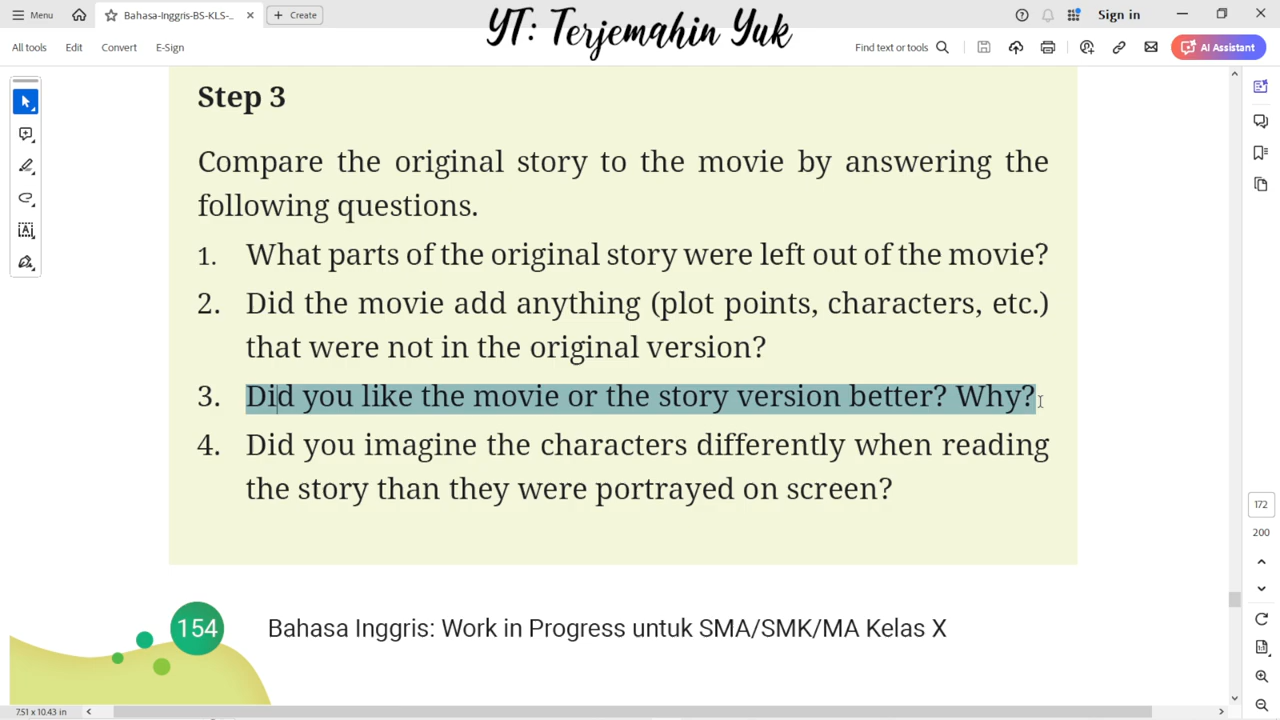 Menu
Bahasa-Inggris-BS-KLS-...
Create
YT: Terjemahin Yuk
Sign in
All tools
Edit
Convert
E-Sign
Find text or tools
AI Assistant
Step 3
Compare the original story to the movie by answering the
following questions.
1. What parts of the original story were left out of the movie?
2. Did the movie add anything (plot points, characters, etc.)
that were not in the original version?
3. Did you like the movie or the story version better? Why?
4. Did you imagine the characters differently when reading
the story than they were portrayed on screen?
172
200
154 Bahasa Inggris: Work in Progress untuk SMA/SMK/MA Kelas X
7.51 x 10.43 in